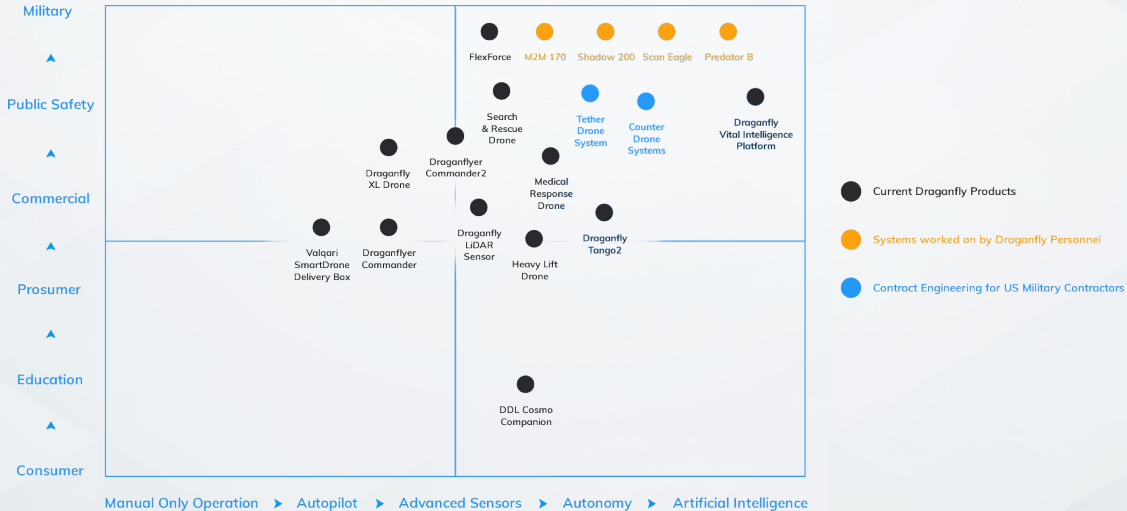 Military
Public Safety
Commercial
Prosumer
Education
Consumer
FlexForce
M2M 170
Shadow 200
Scan Eagle
Predator B
Search
& Rescue
Drone
Tether
Drone
System
Counter
Drone
Systems
Draganfly
Vital Intelligence
Platform
Draganfly
XL Drone
Draganflyer
Commander2
Medical
Response
Drone
Valqari
SmartDrone
Delivery Box
Draganflyer
Commander
Draganfly
LiDAR
Sensor
Heavy Lift
Drone
Draganfly
Tango2
DDL Cosmo
Companion
Current Draganfly Products
Systems worked on by Draganfly Personnel
Contract Engineering for US Military Contractors
Manual Only Operation
Autopilot
Advanced Sensors
Autonomy
Artificial Intelligence